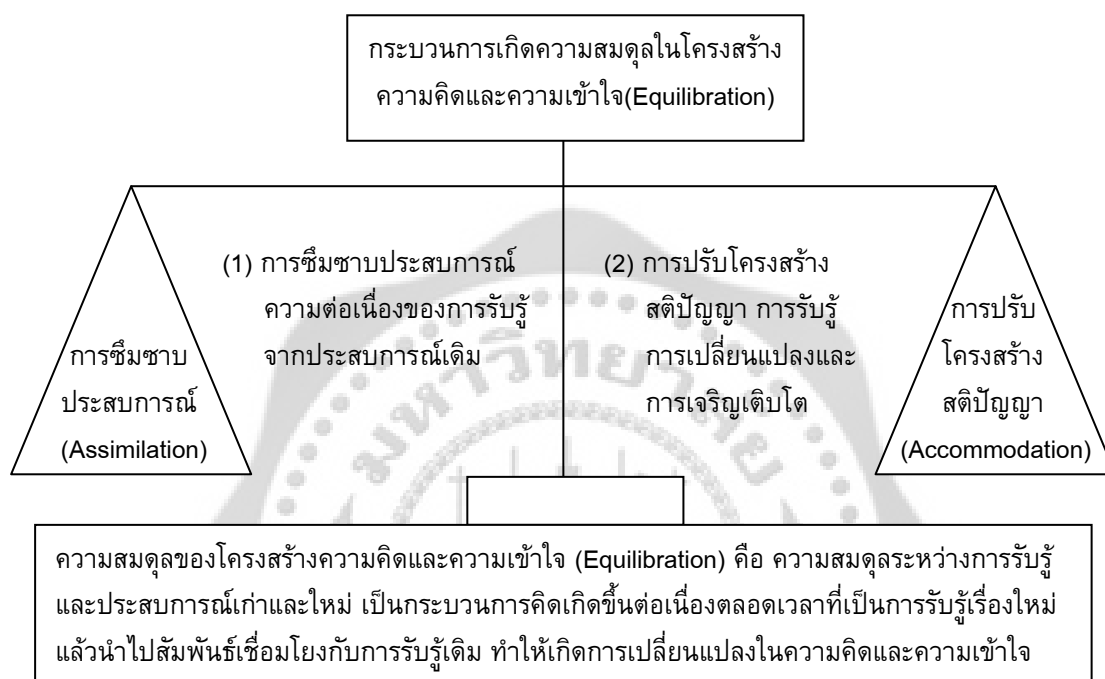 กระบวนการเกิดความสมดุลในโครงสร้าง
ความคิดและความเข้าใจ(Equilibration)
(1) การซึมซาบประสบการณ์
ความต่อเนื่องของการรับรู้
จากประสบการณ์เดิม
(2) การปรับโครงสร้าง
สติปัญญา การรับรู้
การเปลี่ยนแปลงและ
การเจริญเติบโต
การซึมซาบ
ประสบการณ์
(Assimilation)
การปรับ
โครงสร้าง
สติปัญญา
(Accommodation)
มหาวิทยาลัย
ความสมดุลของโครงสร้างความคิดและความเข้าใจ (Equilibration) คือ ความสมดุลระหว่างการรับรู้
และประสบการณ์เก่าและใหม่ เป็นกระบวนการคิดเกิดขึ้นต่อเนื่องตลอดเวลาที่เป็นการรับรู้เรื่องใหม่
แล้วนำไปสัมพันธ์เชื่อมโยงกับการรับรู้เดิม ทำให้เกิดการเปลี่ยนแปลงในความคิดและความเข้าใจ